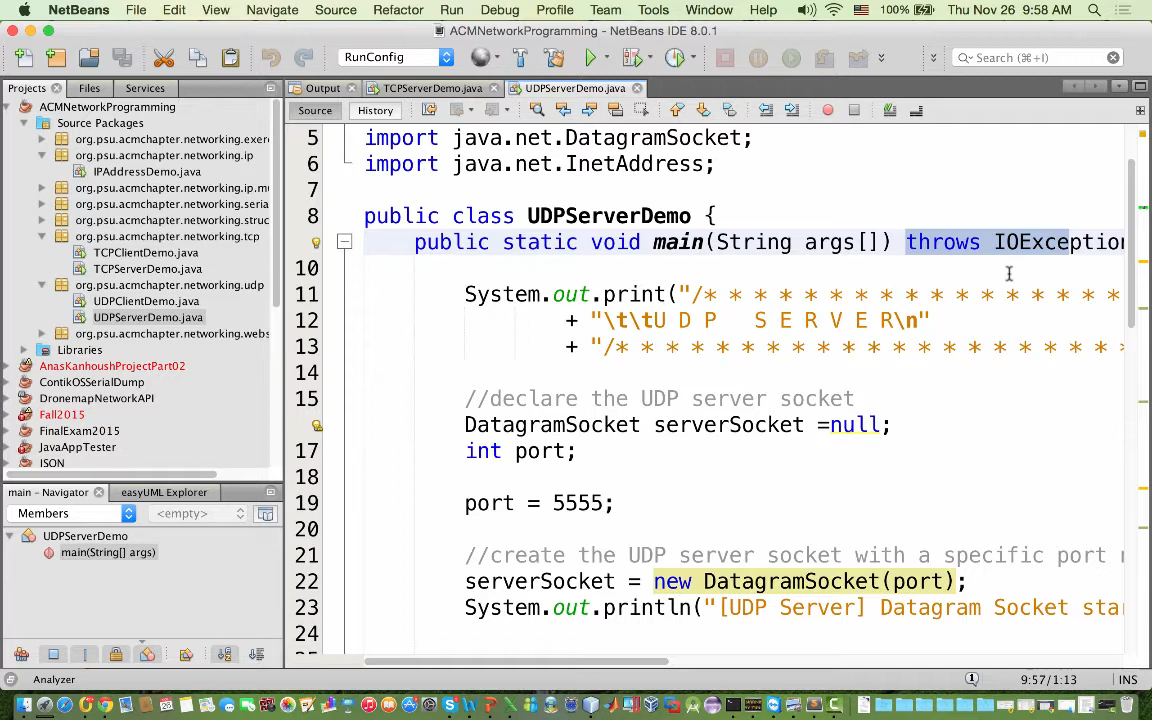 NetBeans File Edit View Navigate Source Refactor Run Debug Profile Team Tools Window Help 100% Thu Nov 26 9:58 AM
ACMNetworkProgramming - NetBeans IDE 8.0.1
RunConfig
Search (⌘+I)
Projects Files Services
Output TCPServerDemo.java UDPServerDemo.java
Source History
ACMNetworkProgramming
Source Packages
org.psu.acmchapter.networking.exer
org.psu.acmchapter.networking.ip
IPAddressDemo.java
org.psu.acmchapter.networking.ip.mu
org.psu.acmchapter.networking.seria
org.psu.acmchapter.networking.struc
org.psu.acmchapter.networking.tcp
TCPClientDemo.java
TCPServerDemo.java
org.psu.acmchapter.networking.udp
UDPClientDemo.java
UDPServerDemo.java
org.psu.acmchapter.networking.webs
Libraries
AnasKanhoushProjectPart02
ContikOSSerialDump
DronemapNetworkAPI
Fall2015
FinalExam2015
JavaAppTester
JSON
main - Navigator easyUML Explorer
Members <empty>
UDPServerDemo
main(String[] args)
5 import java.net.DatagramSocket;
6 import java.net.InetAddress;
7
8 public class UDPServerDemo {
public static void main(String args[]) throws IOException
10
11 System.out.print("/* * * * * * * * * * * * * * * * *
12 + "\t\tU D P   S E R V E R\n"
13 + "/* * * * * * * * * * * * * * * * *
14
15 //declare the UDP server socket
DatagramSocket serverSocket =null;
17 int port;
18
19 port = 5555;
20
21 //create the UDP server socket with a specific port
22 serverSocket = new DatagramSocket(port);
23 System.out.println("[UDP Server] Datagram Socket star
24
Analyzer 1 9:57/1:13 INS